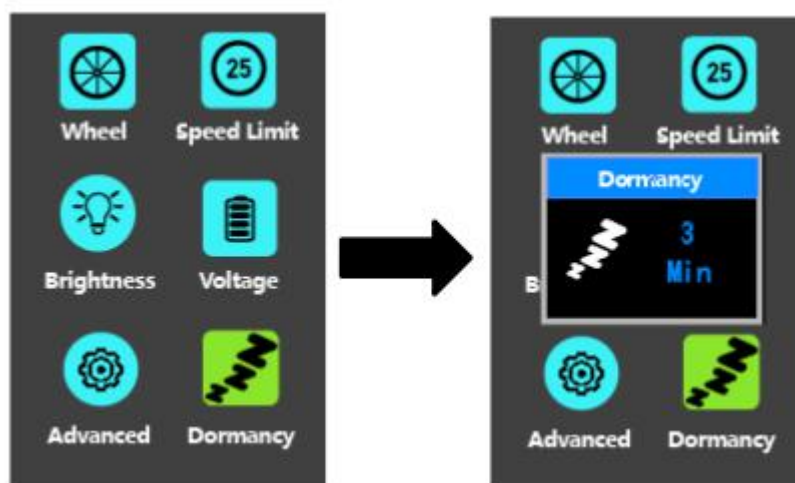 25
Wheel Speed Limit
Brightness Voltage
Advanced Dormancy
25
Wheel Speed Limit
Dormancy
3
Min
B
Advanced Dormancy